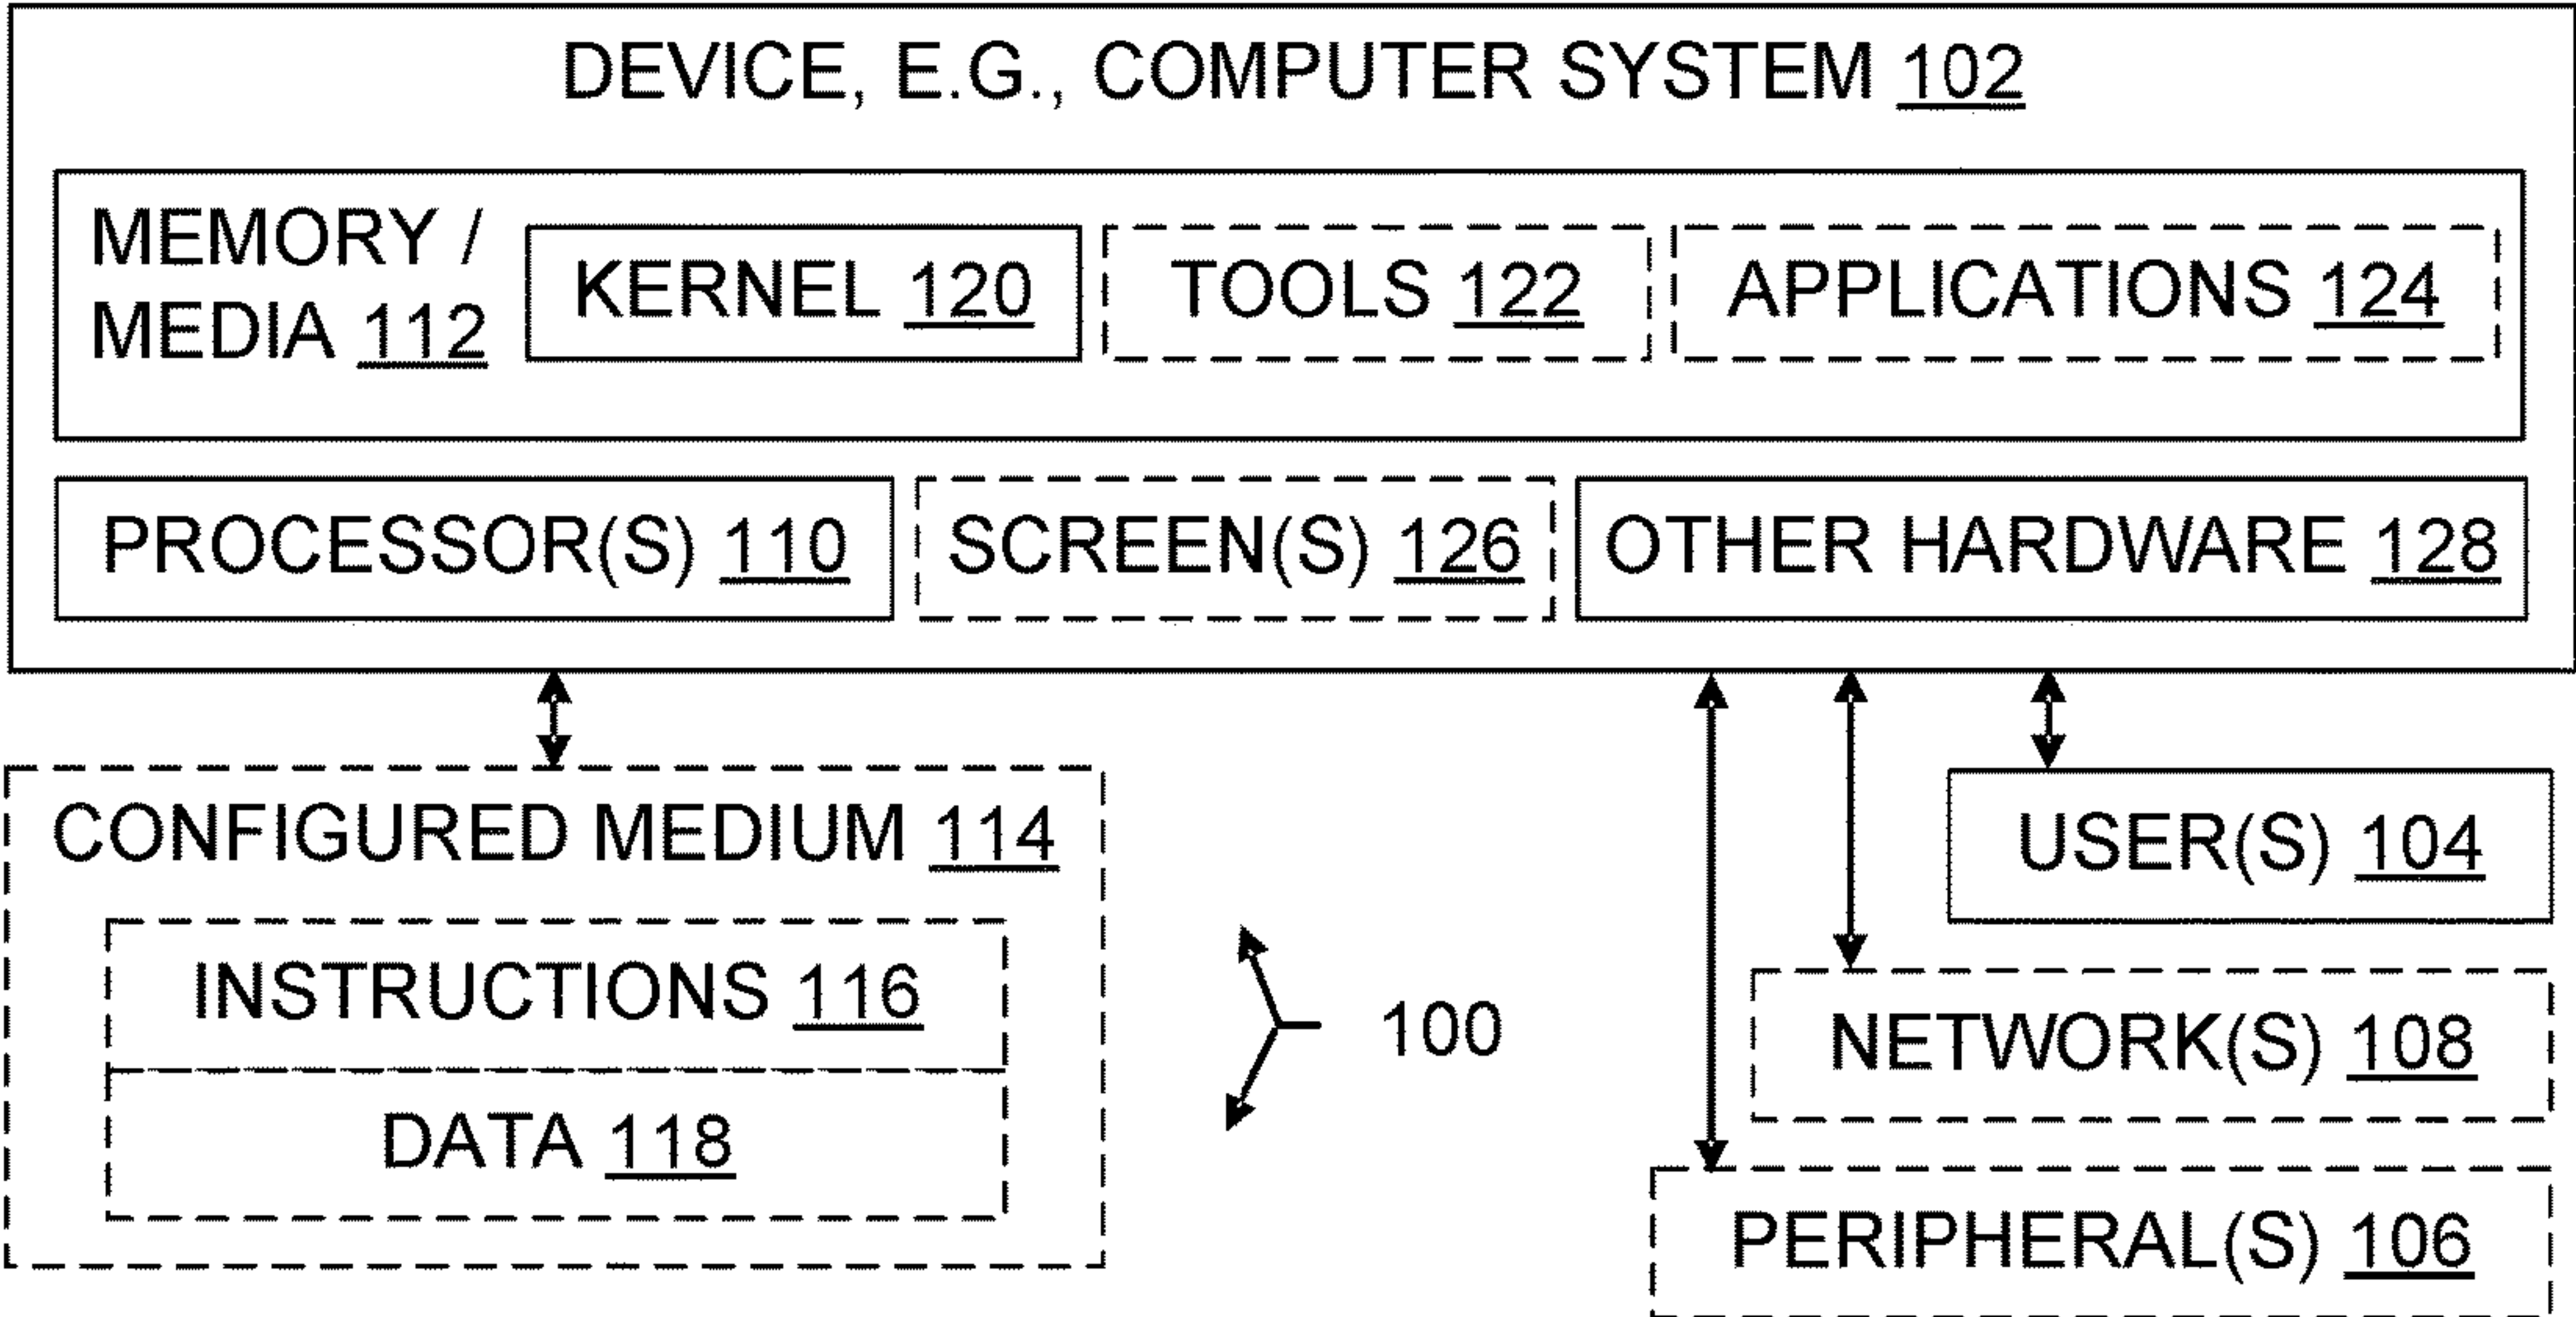 DEVICE, E.G., COMPUTER SYSTEM 102
MEMORY /
MEDIA 112
KERNEL 120
TOOLS 122
APPLICATIONS 124
PROCESSOR(S) 110
SCREEN(S) 126
OTHER HARDWARE 128
CONFIGURED MEDIUM 114
INSTRUCTIONS 116
DATA 118
100
USER(S) 104
NETWORK(S) 108
PERIPHERAL(S) 106